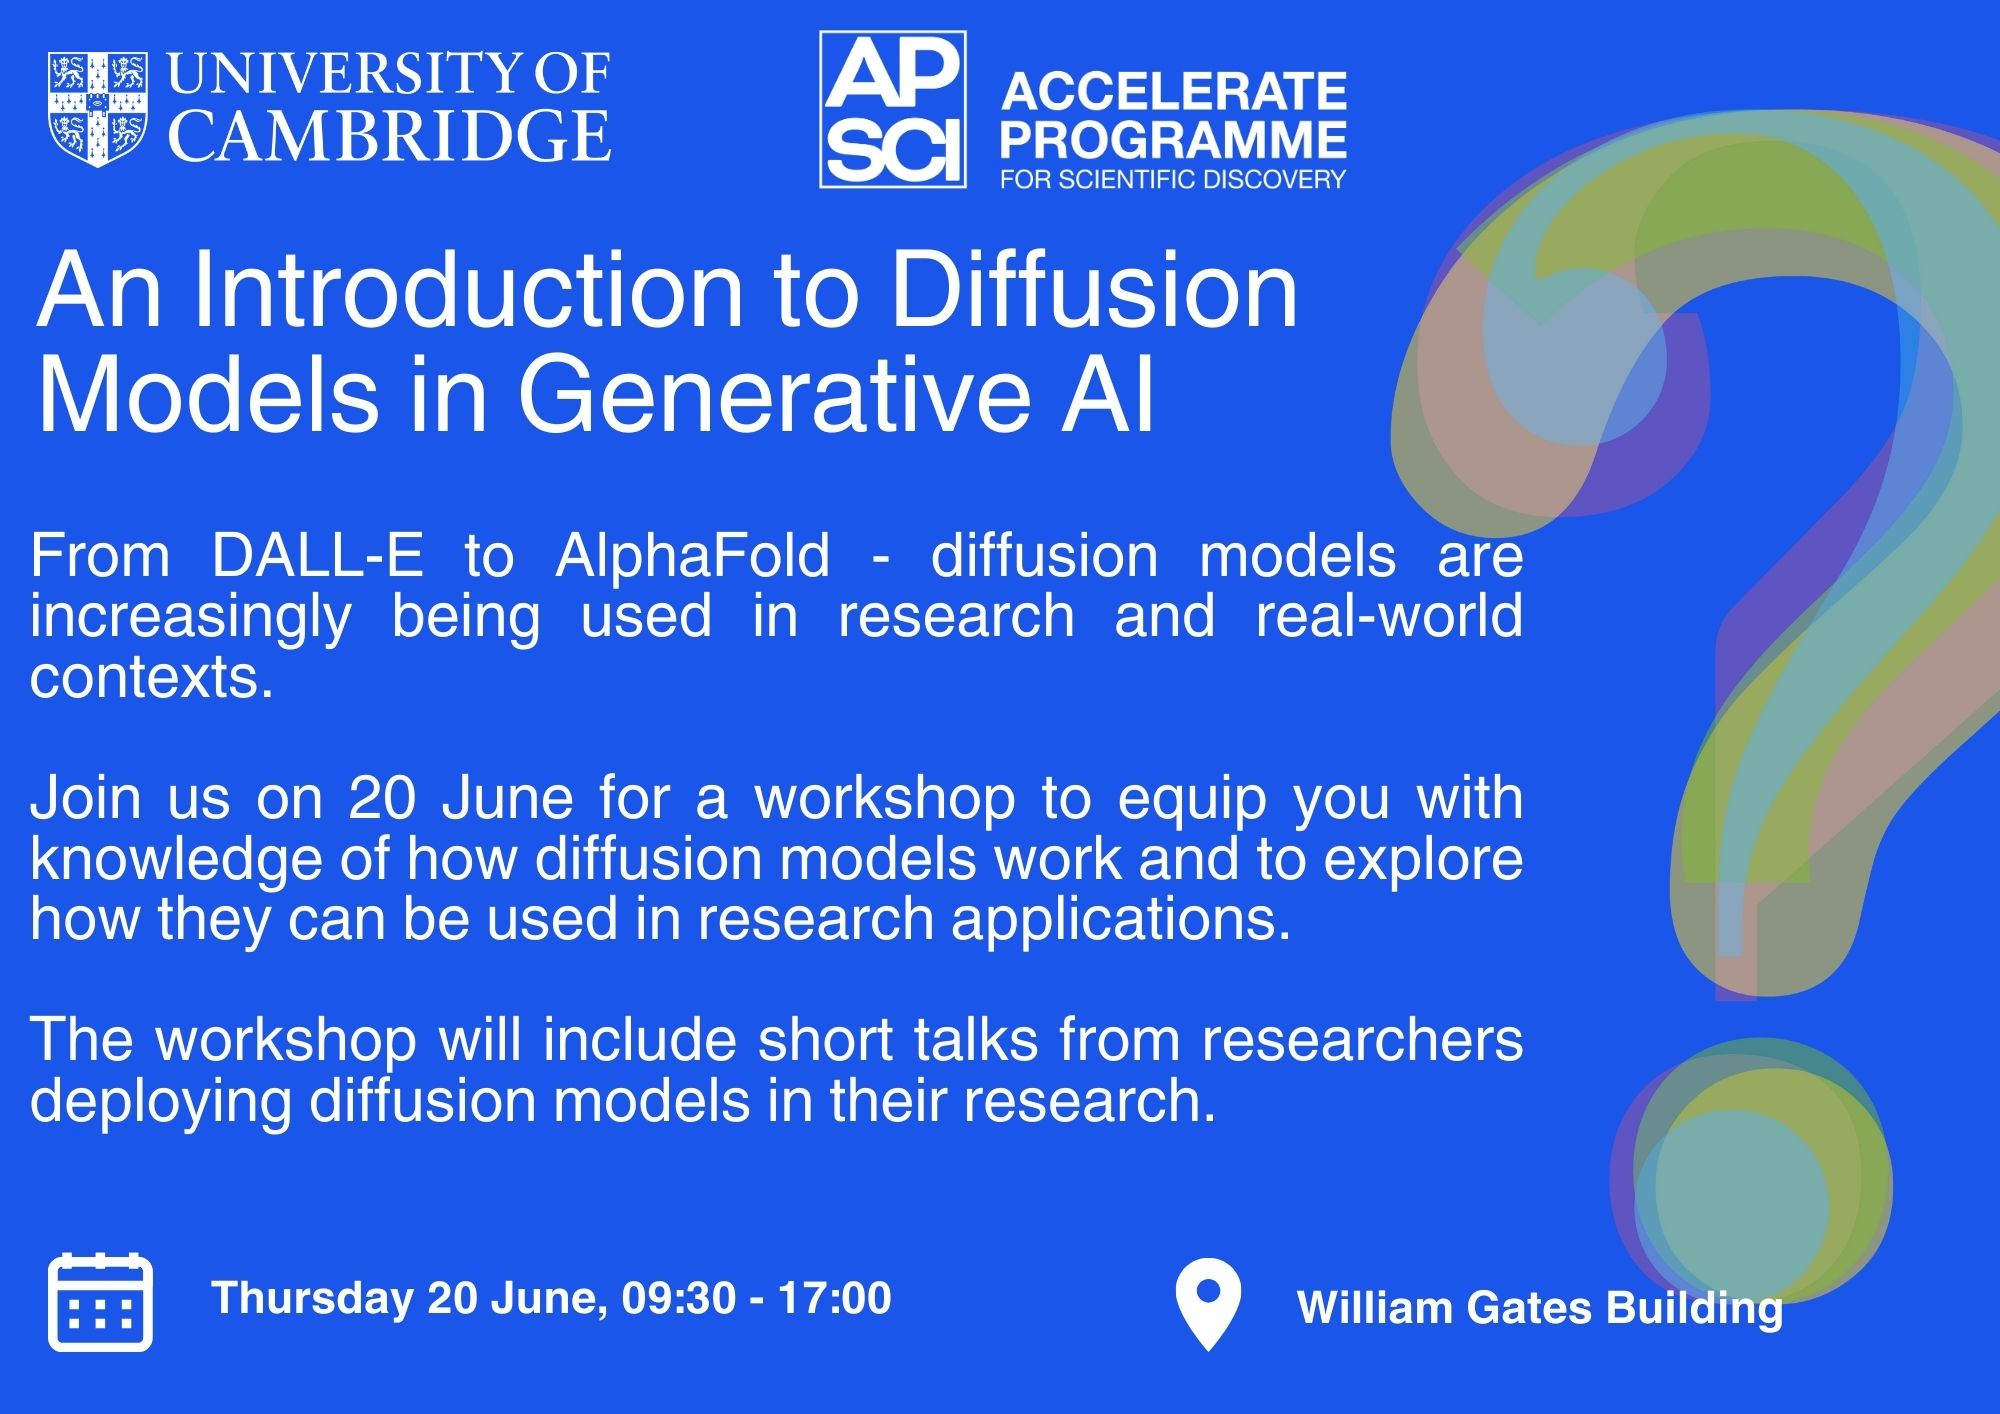 UNIVERSITY OF
CAMBRIDGE
AP
SCI
ACCELERATE
PROGRAMME
FOR SCIENTIFIC DISCOVERY
An Introduction to Diffusion
Models in Generative AI
From DALL-E to AlphaFold - diffusion models are
increasingly being used in research and real-world
contexts.
Join us on 20 June for a workshop to equip you with
knowledge of how diffusion models work and to explore
how they can be used in research applications.
The workshop will include short talks from researchers
deploying diffusion models in their research.
Thursday 20 June, 09:30 - 17:00
William Gates Building